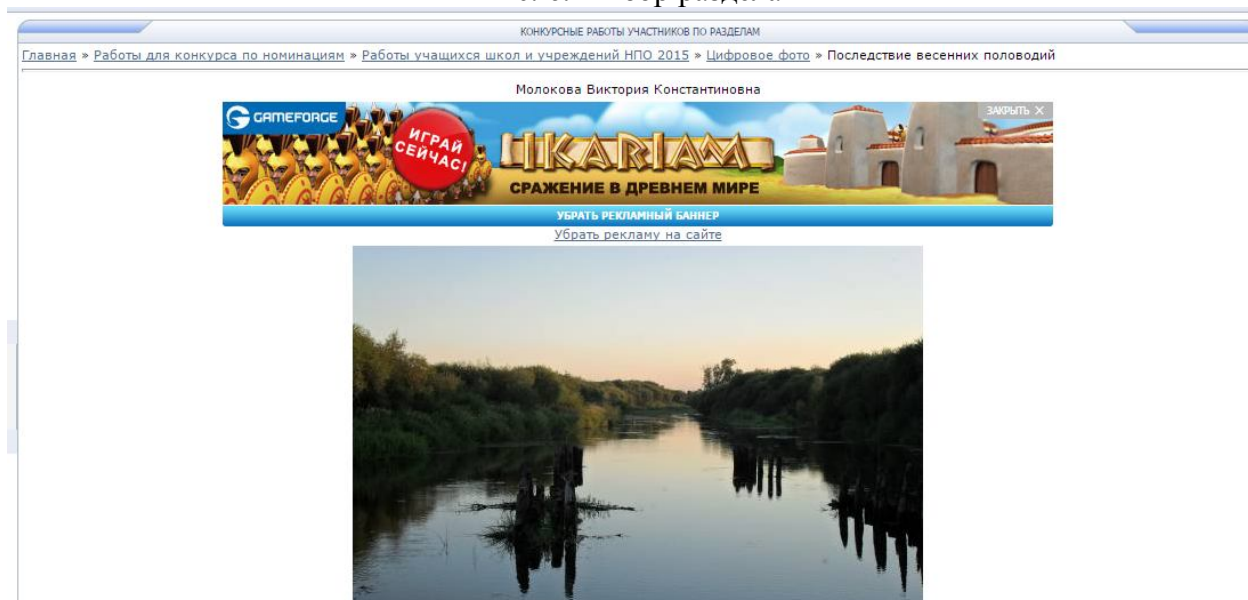 КОНКУРСНЫЕ РАБОТЫ УЧАСТНИКОВ ПО РАЗДЕЛАМ
Главная » Работы для конкурса по номинациям » Работы учащихся школ и учреждений НПО 2015 » Цифровое фото » Последствие весенних половодий
Молокова Виктория Константиновна
GAMEFORGE
ЗАКРЫТЬ X
ИГРАЙ
СЕЙЧАС!
IKARIAM
СРАЖЕНИЕ В ДРЕВНЕМ МИРЕ
УБРАТЬ РЕКЛАМНЫЙ БАННЕР
Убрать рекламу на сайте